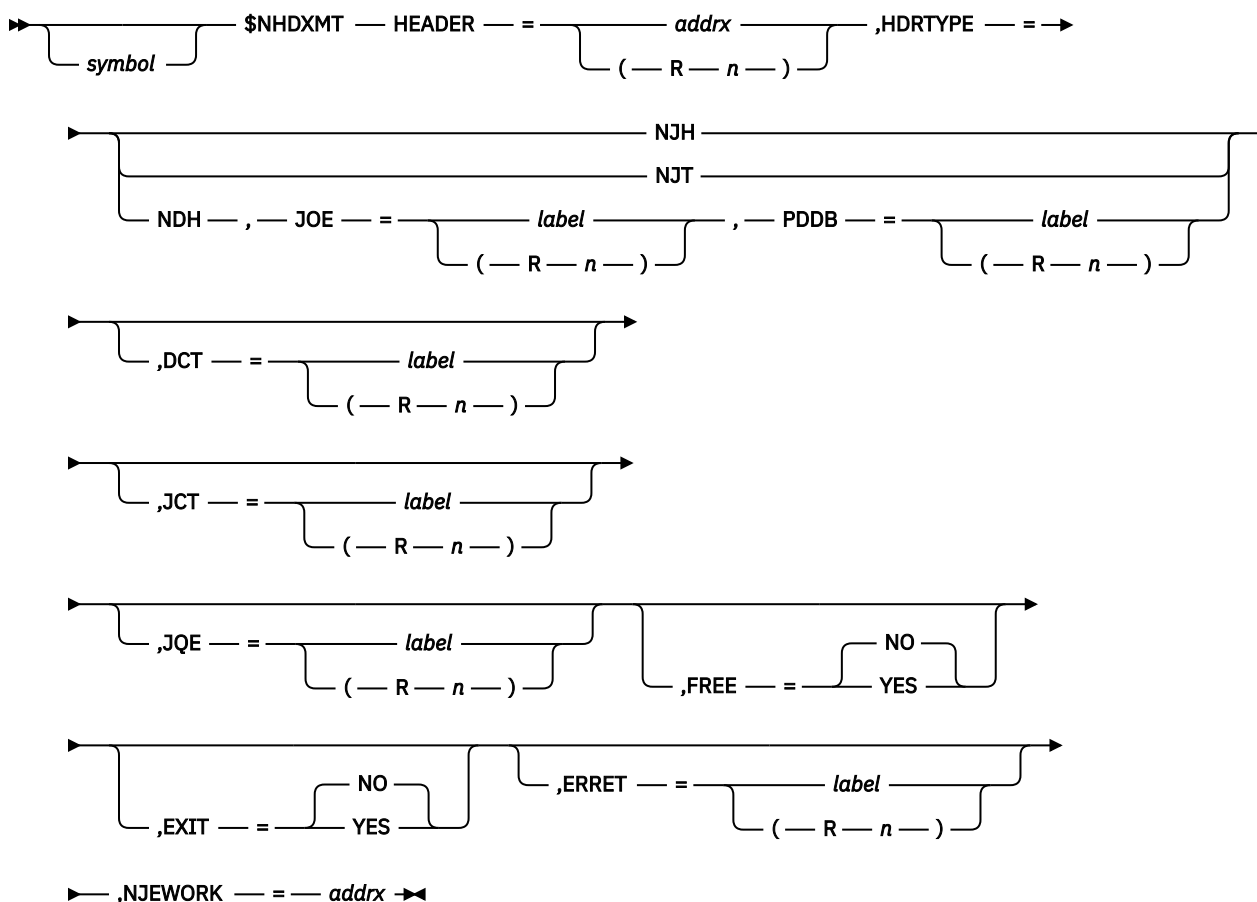 $NHDXMT HEADER = addrx ,HDRTYPE =
symbol ( R n )
NJH
NJT
NDH , JOE = label , PDDB = label
( R n ) ( R n )
,DCT = label
( R n )
,JCT = label
( R n )
,JQE = label NO
( R n ) ,FREE = YES
NO ,ERRET = label
,EXIT = YES ( R n )
,NJEWORK = addrx